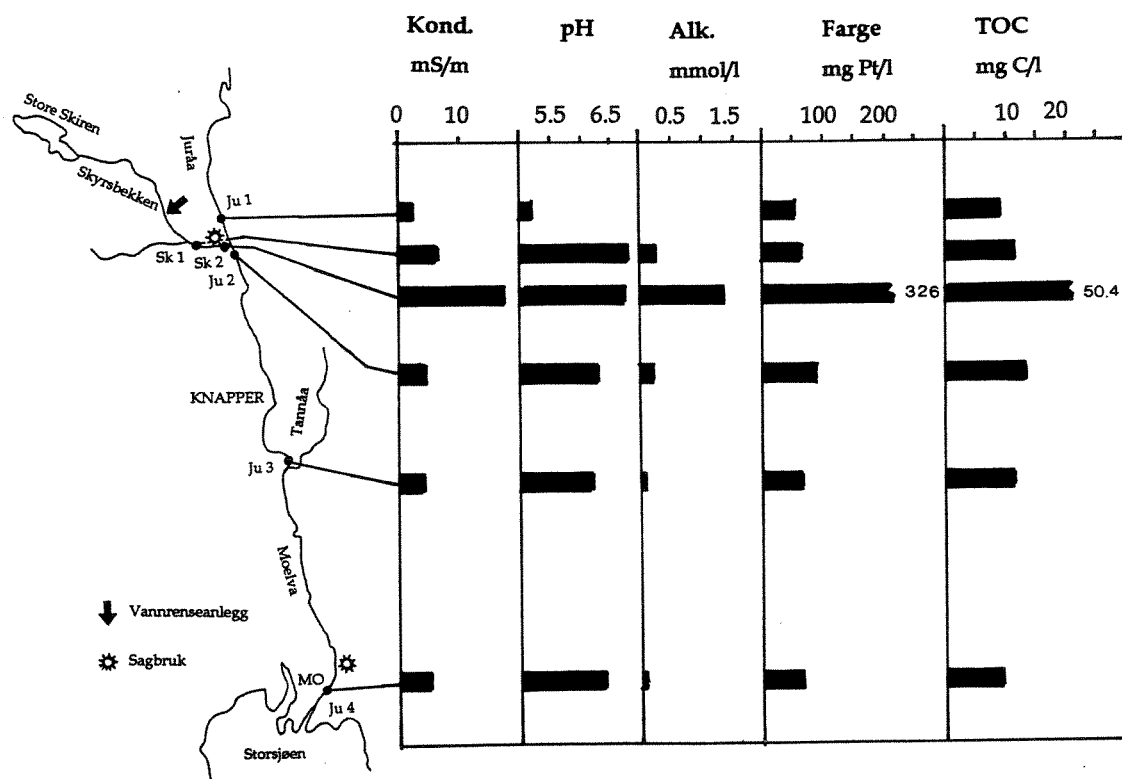 Kond.
pH
Alk.
Farge
TOC
mS/m
mmol/l
mg Pt/l
mg C/l
0
10
5.5
6.5
0.5
1.5
100
200
10
20
Store Skiren
Juråa
Skyrsbekken
Ju 1
Sk 1
Sk 2
Ju 2
326
50.4
KNAPPER
Tannåa
Ju 3
Moelva
Vannrenseanlegg
Sagbruk
MO
Ju 4
Storsjøen